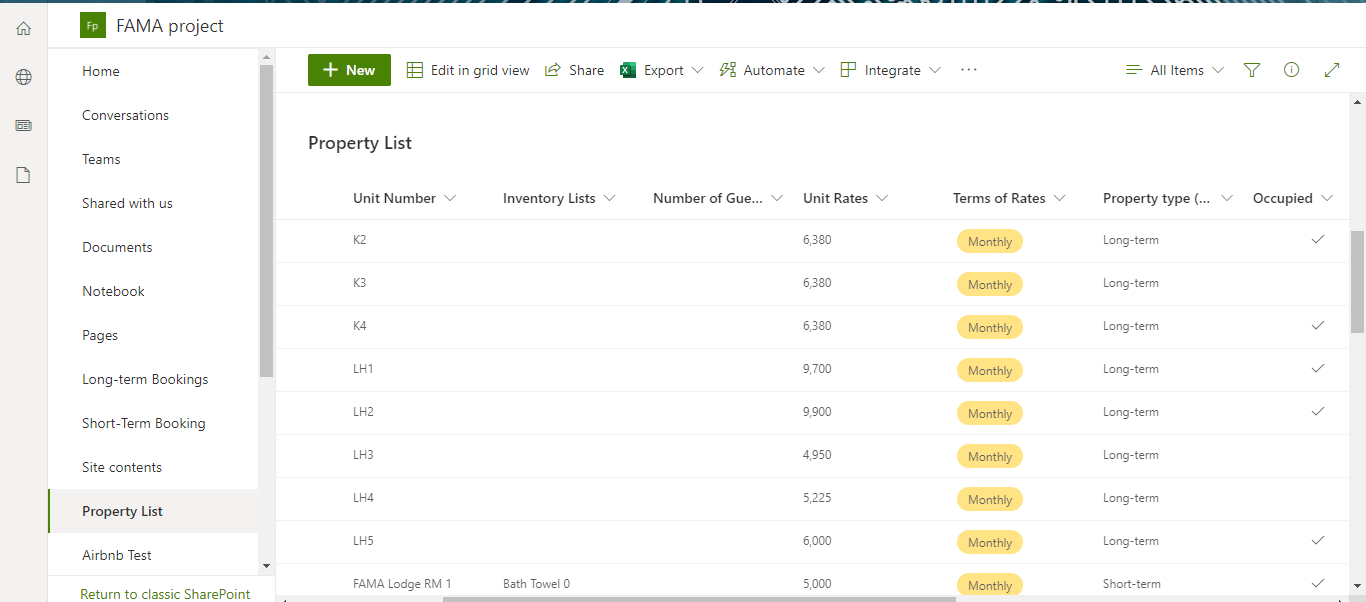 Fp FAMA project
Home
Conversations
Teams
Shared with us
Documents
Notebook
Pages
Long-term Bookings
Short-Term Booking
Site contents
Property List
Airbnb Test
Return to classic SharePoint
+ New Edit in grid view Share Export Automate Integrate ... All Items
Property List
Unit Number Inventory Lists Number of Gue... Unit Rates Terms of Rates Property type (... Occupied
K2 6,380 Monthly Long-term
K3 6,380 Monthly Long-term
K4 6,380 Monthly Long-term
LH1 9,700 Monthly Long-term
LH2 9,900 Monthly Long-term
LH3 4,950 Monthly Long-term
LH4 5,225 Monthly Long-term
LH5 6,000 Monthly Long-term
FAMA Lodge RM 1 Bath Towel 0 5,000 Monthly Short-term